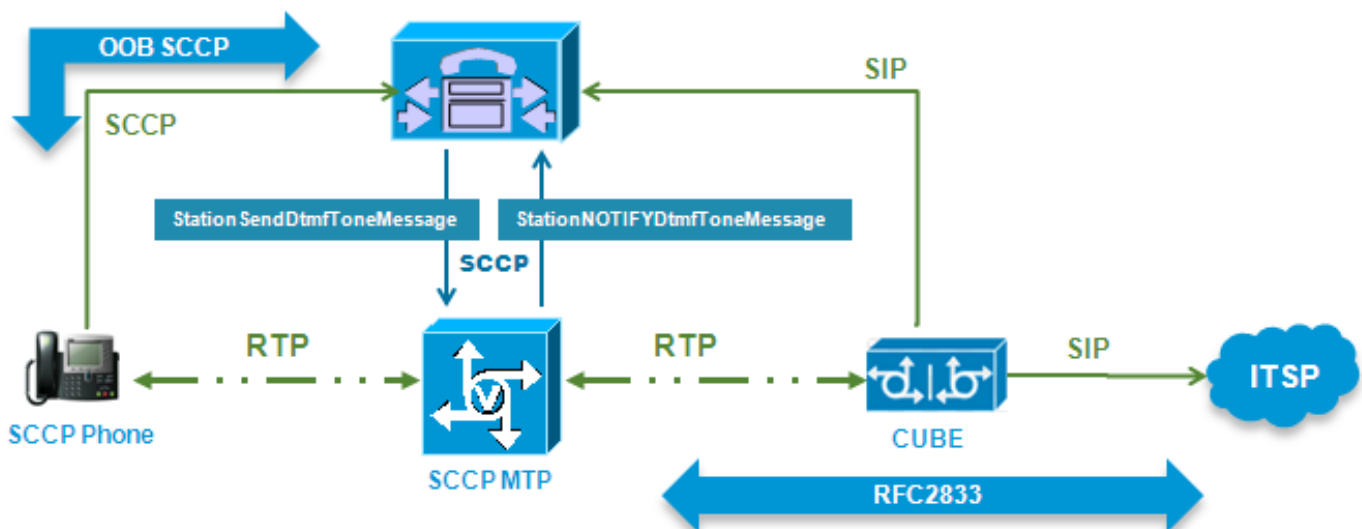 OOB SCCP
SIP
SCCP
StationSendDtmfToneMessage
StationNOTIFYDtmfToneMessage
SCCP
RTP
RTP
SIP
ITSP
V
SCCP Phone
CUBE
SCCP MTP
RFC2833